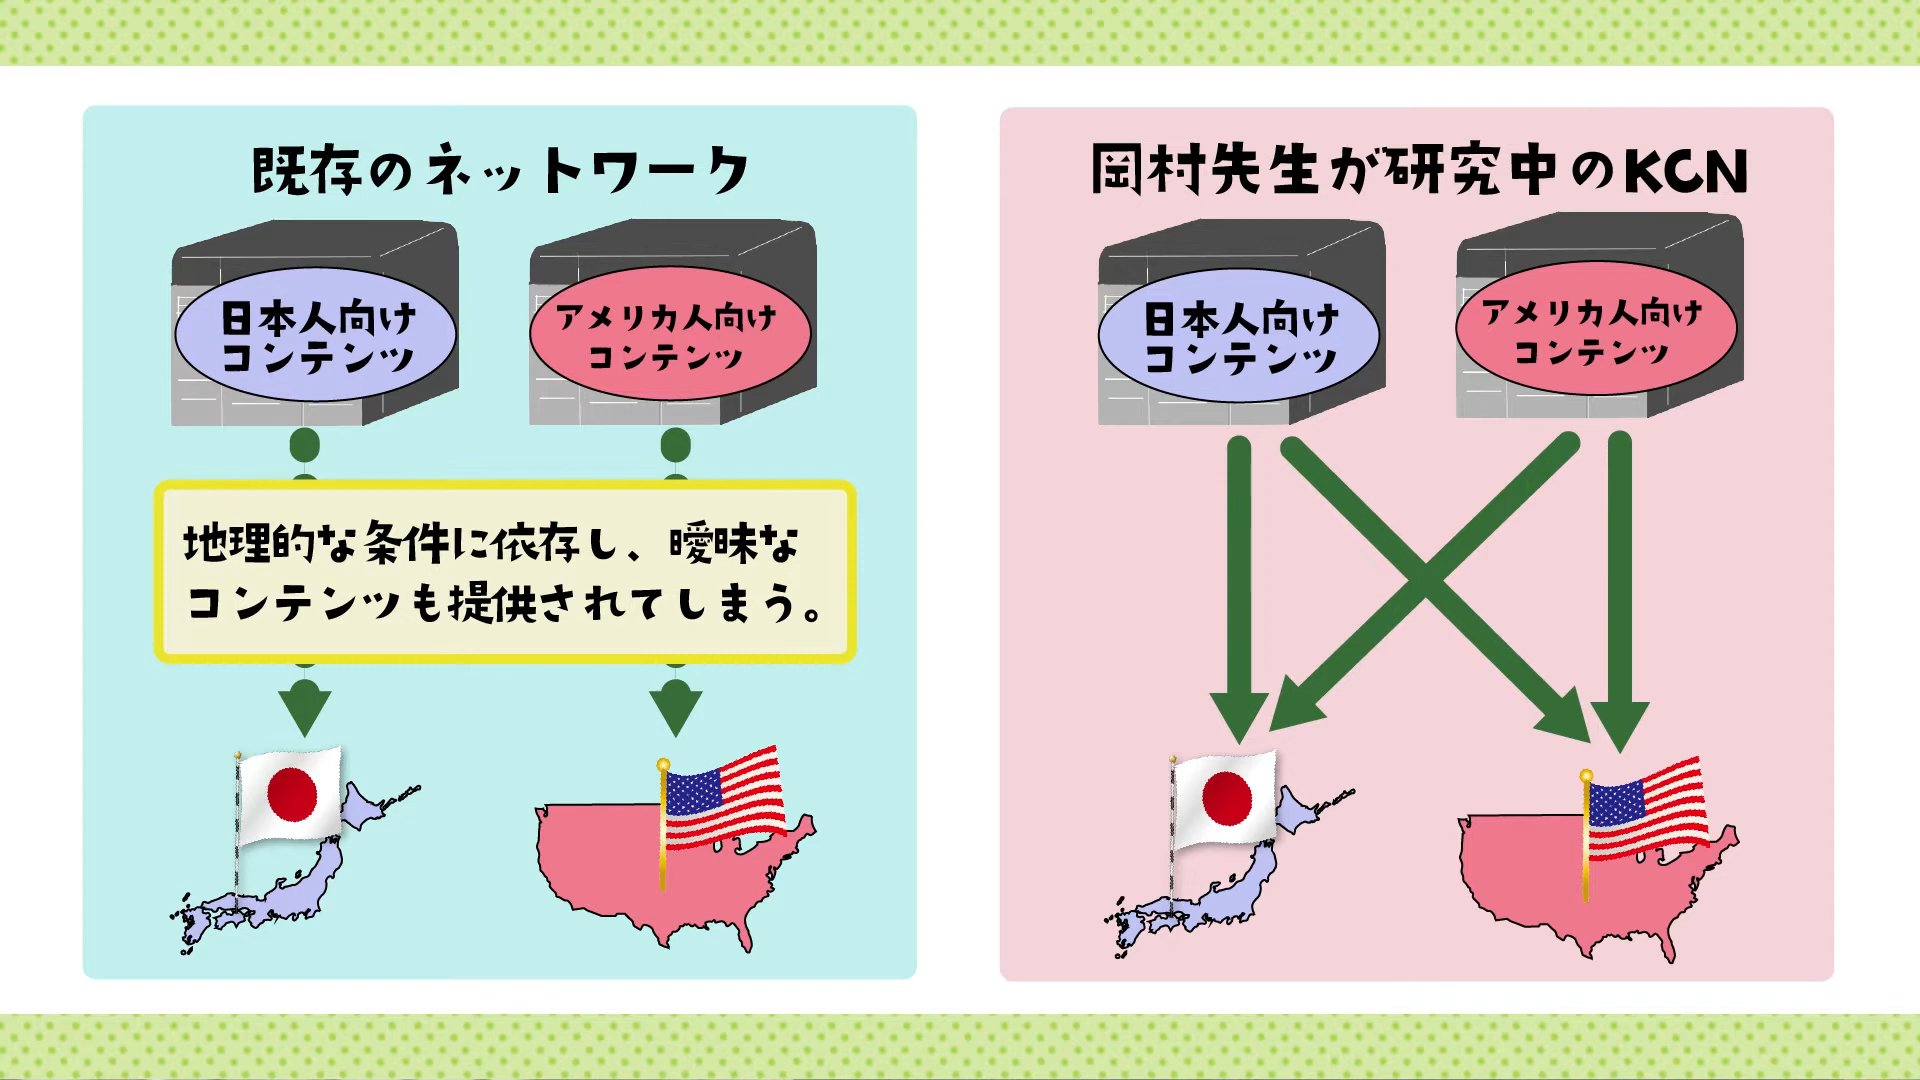 既存のネットワーク
日本人向け
コンテンツ
アメリカ人向け
コンテンツ
地理的な条件に依存し、曖昧な
コンテンツも提供されてしまう。
岡村先生が研究中のKCN
日本人向け
コンテンツ
アメリカ人向け
コンテンツ